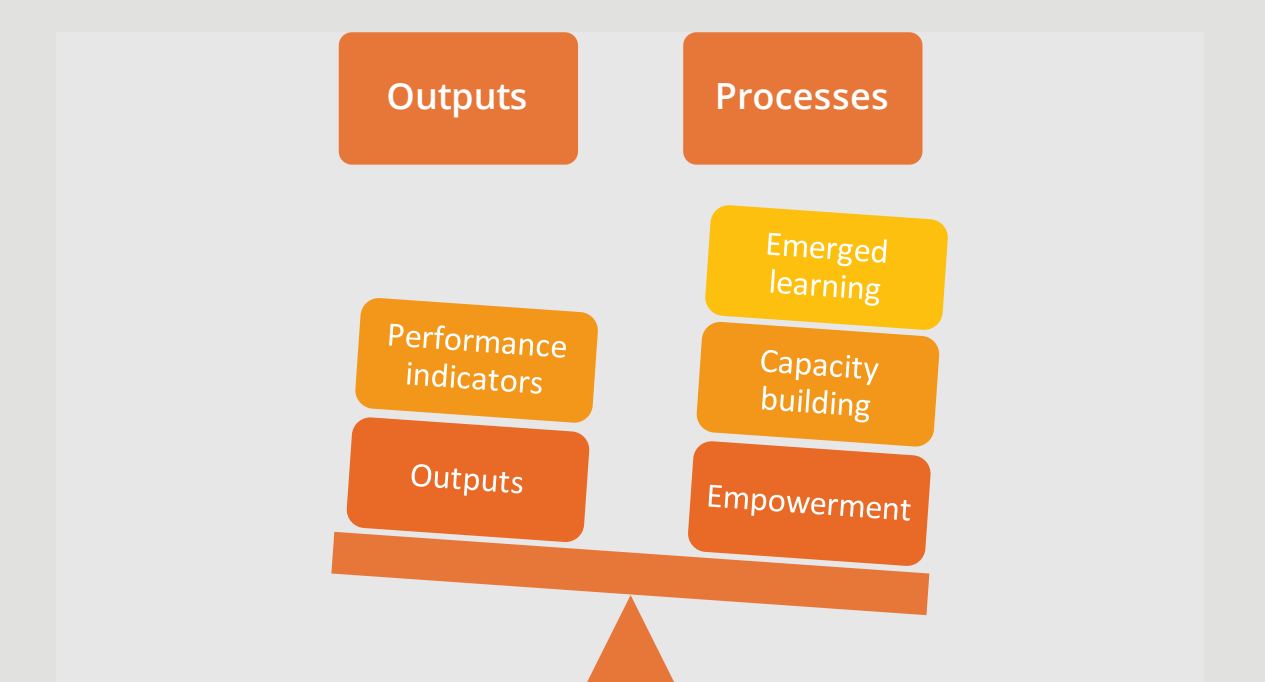 Outputs
Processes
Performance
indicators
Outputs
Emerged
learning
Capacity
building
Empowerment